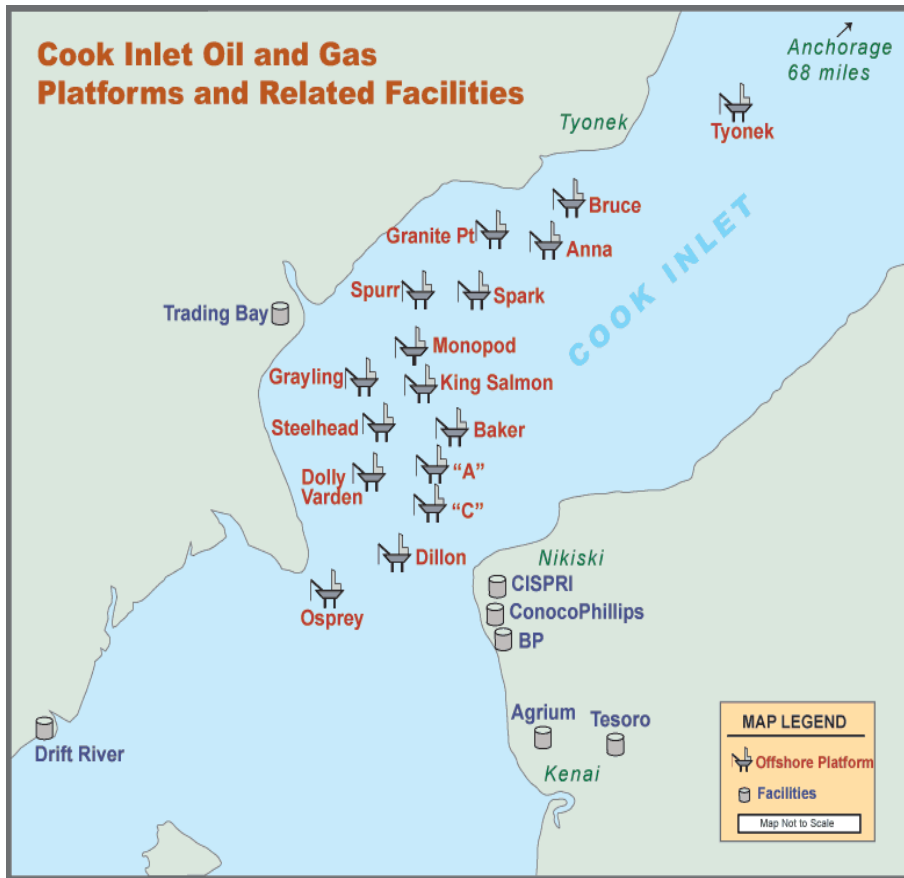 Cook Inlet Oil and Gas
Platforms and Related Facilities
Anchorage
68 miles
Tyonek
Tyonek
Bruce
Granite Pt
Anna
COOK INLET
Spurr
Spark
Trading Bay
Monopod
Grayling
King Salmon
Steelhead
Baker
Dolly
Varden
“A”
“C”
Dillon
Nikiski
Osprey
CISPRI
ConocoPhillips
BP
Agrium
Tesoro
Drift River
Kenai
MAP LEGEND
Offshore Platform
Facilities
Map Not to Scale